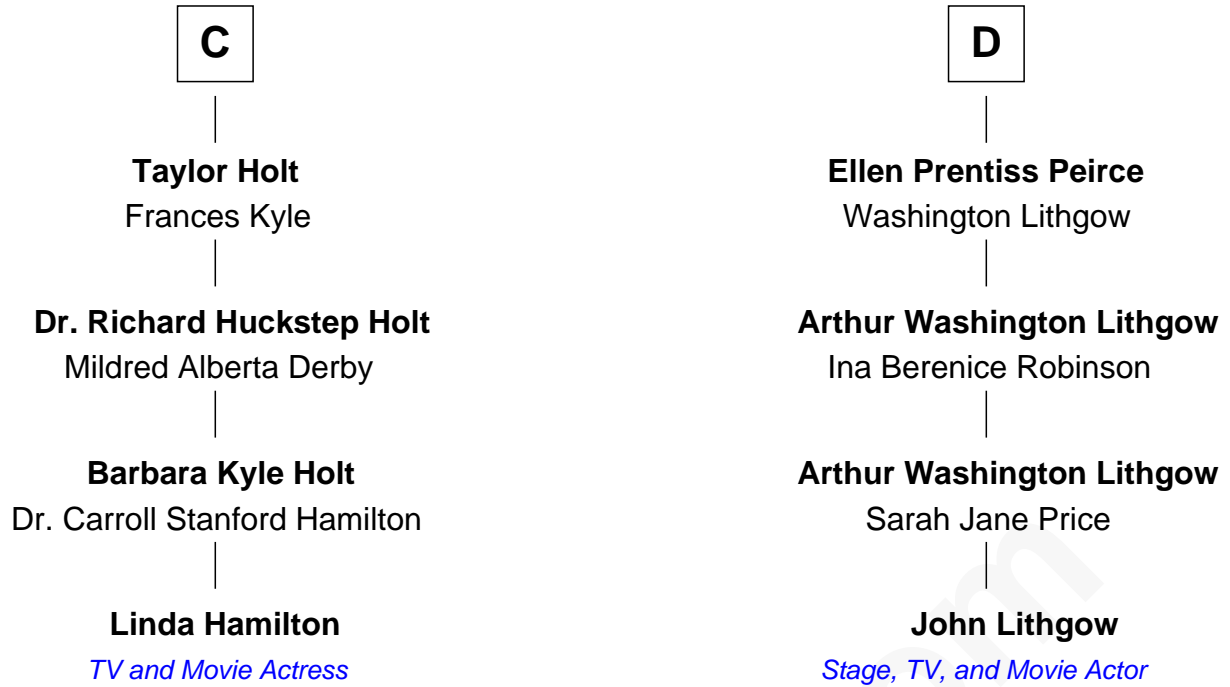 C
D
Taylor Holt
Frances Kyle
Ellen Prentiss Peirce
Washington Lithgow
Dr. Richard Huckstep Holt
Mildred Alberta Derby
Arthur Washington Lithgow
Ina Berenice Robinson
Barbara Kyle Holt
Dr. Carroll Stanford Hamilton
Arthur Washington Lithgow
Sarah Jane Price
Linda Hamilton
TV and Movie Actress
John Lithgow
Stage, TV, and Movie Actor